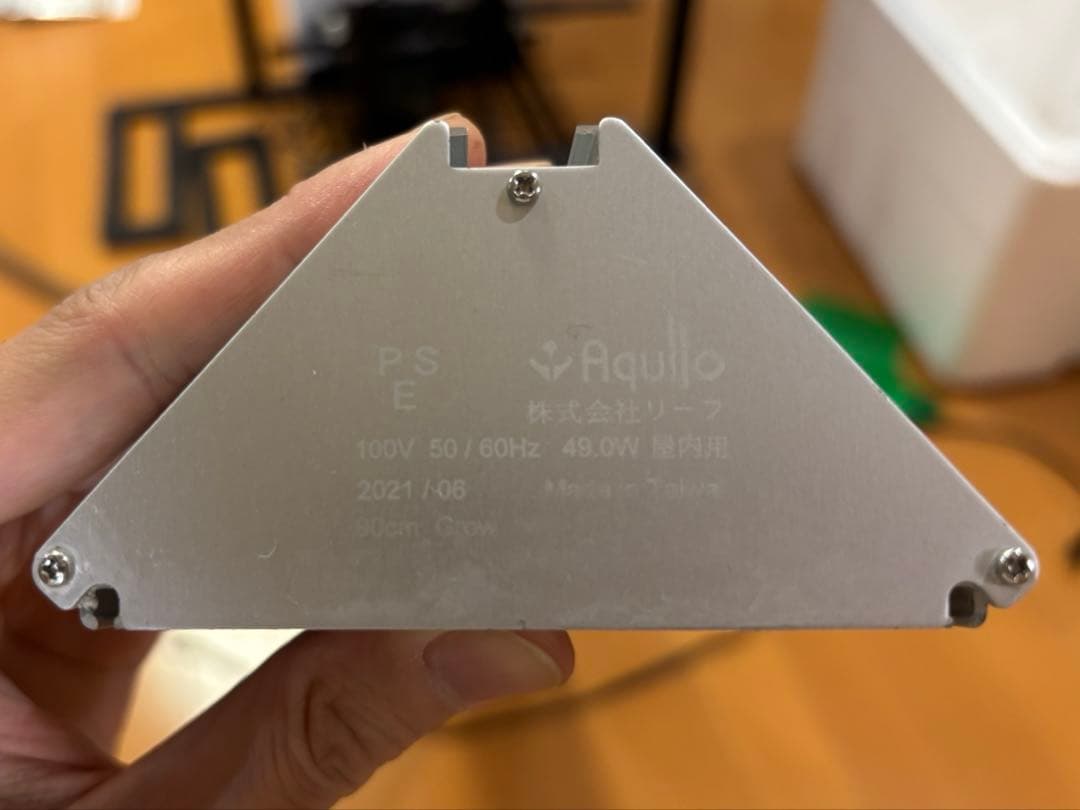 P S
E
Aqullo
株式会社リーフ
100V 50 / 60Hz 49.0W 屋内用
2021 / 06 Made in Taiwa
90cm Grow